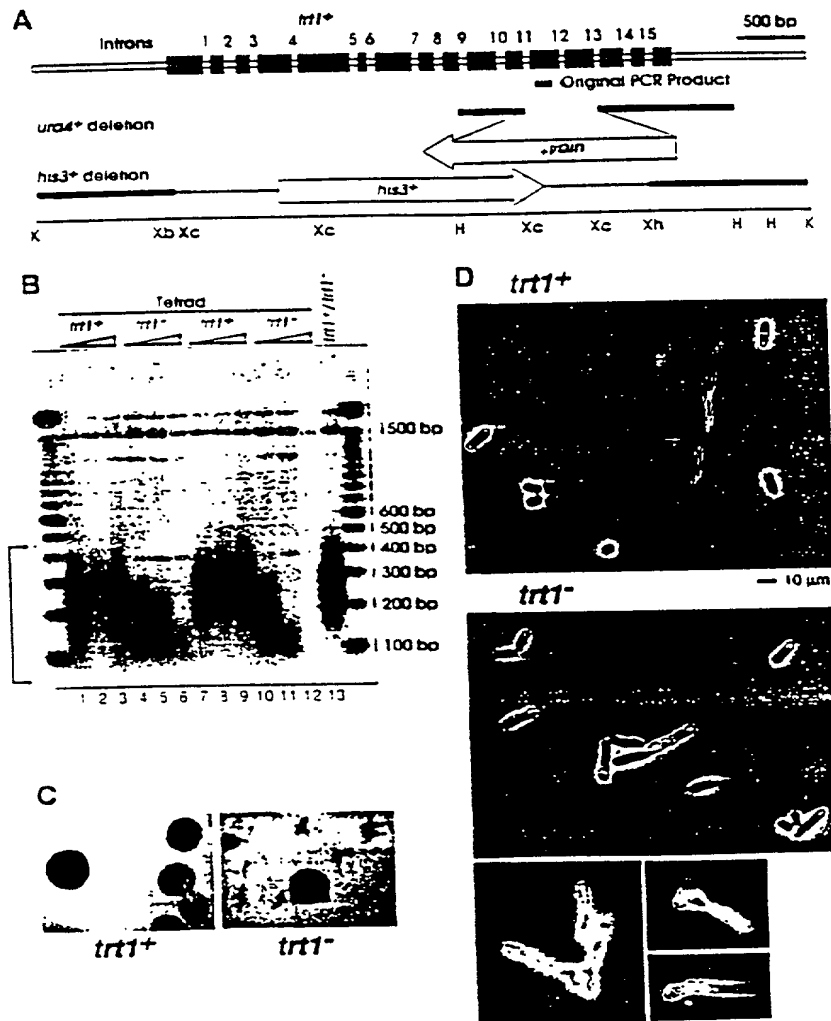 A
trt1+
500 bp
Introns 1 2 3 4 5 6 7 8 9 10 11 12 13 14 15
Original PCR Product
ura4+ deletion
ura4+
his3+ deletion
his3+
K Xb Xc Xc H Xc Xc Xh H H K
B
Tetrad
trt1+ trt1- trt1+ trt1-
1500 bp
600 bp
500 bp
400 bp
300 bp
200 bp
100 bp
1 2 3 4 5 6 7 8 9 10 11 12 13
C
trt1+ trt1-
D
trt1+
10 µm
trt1-